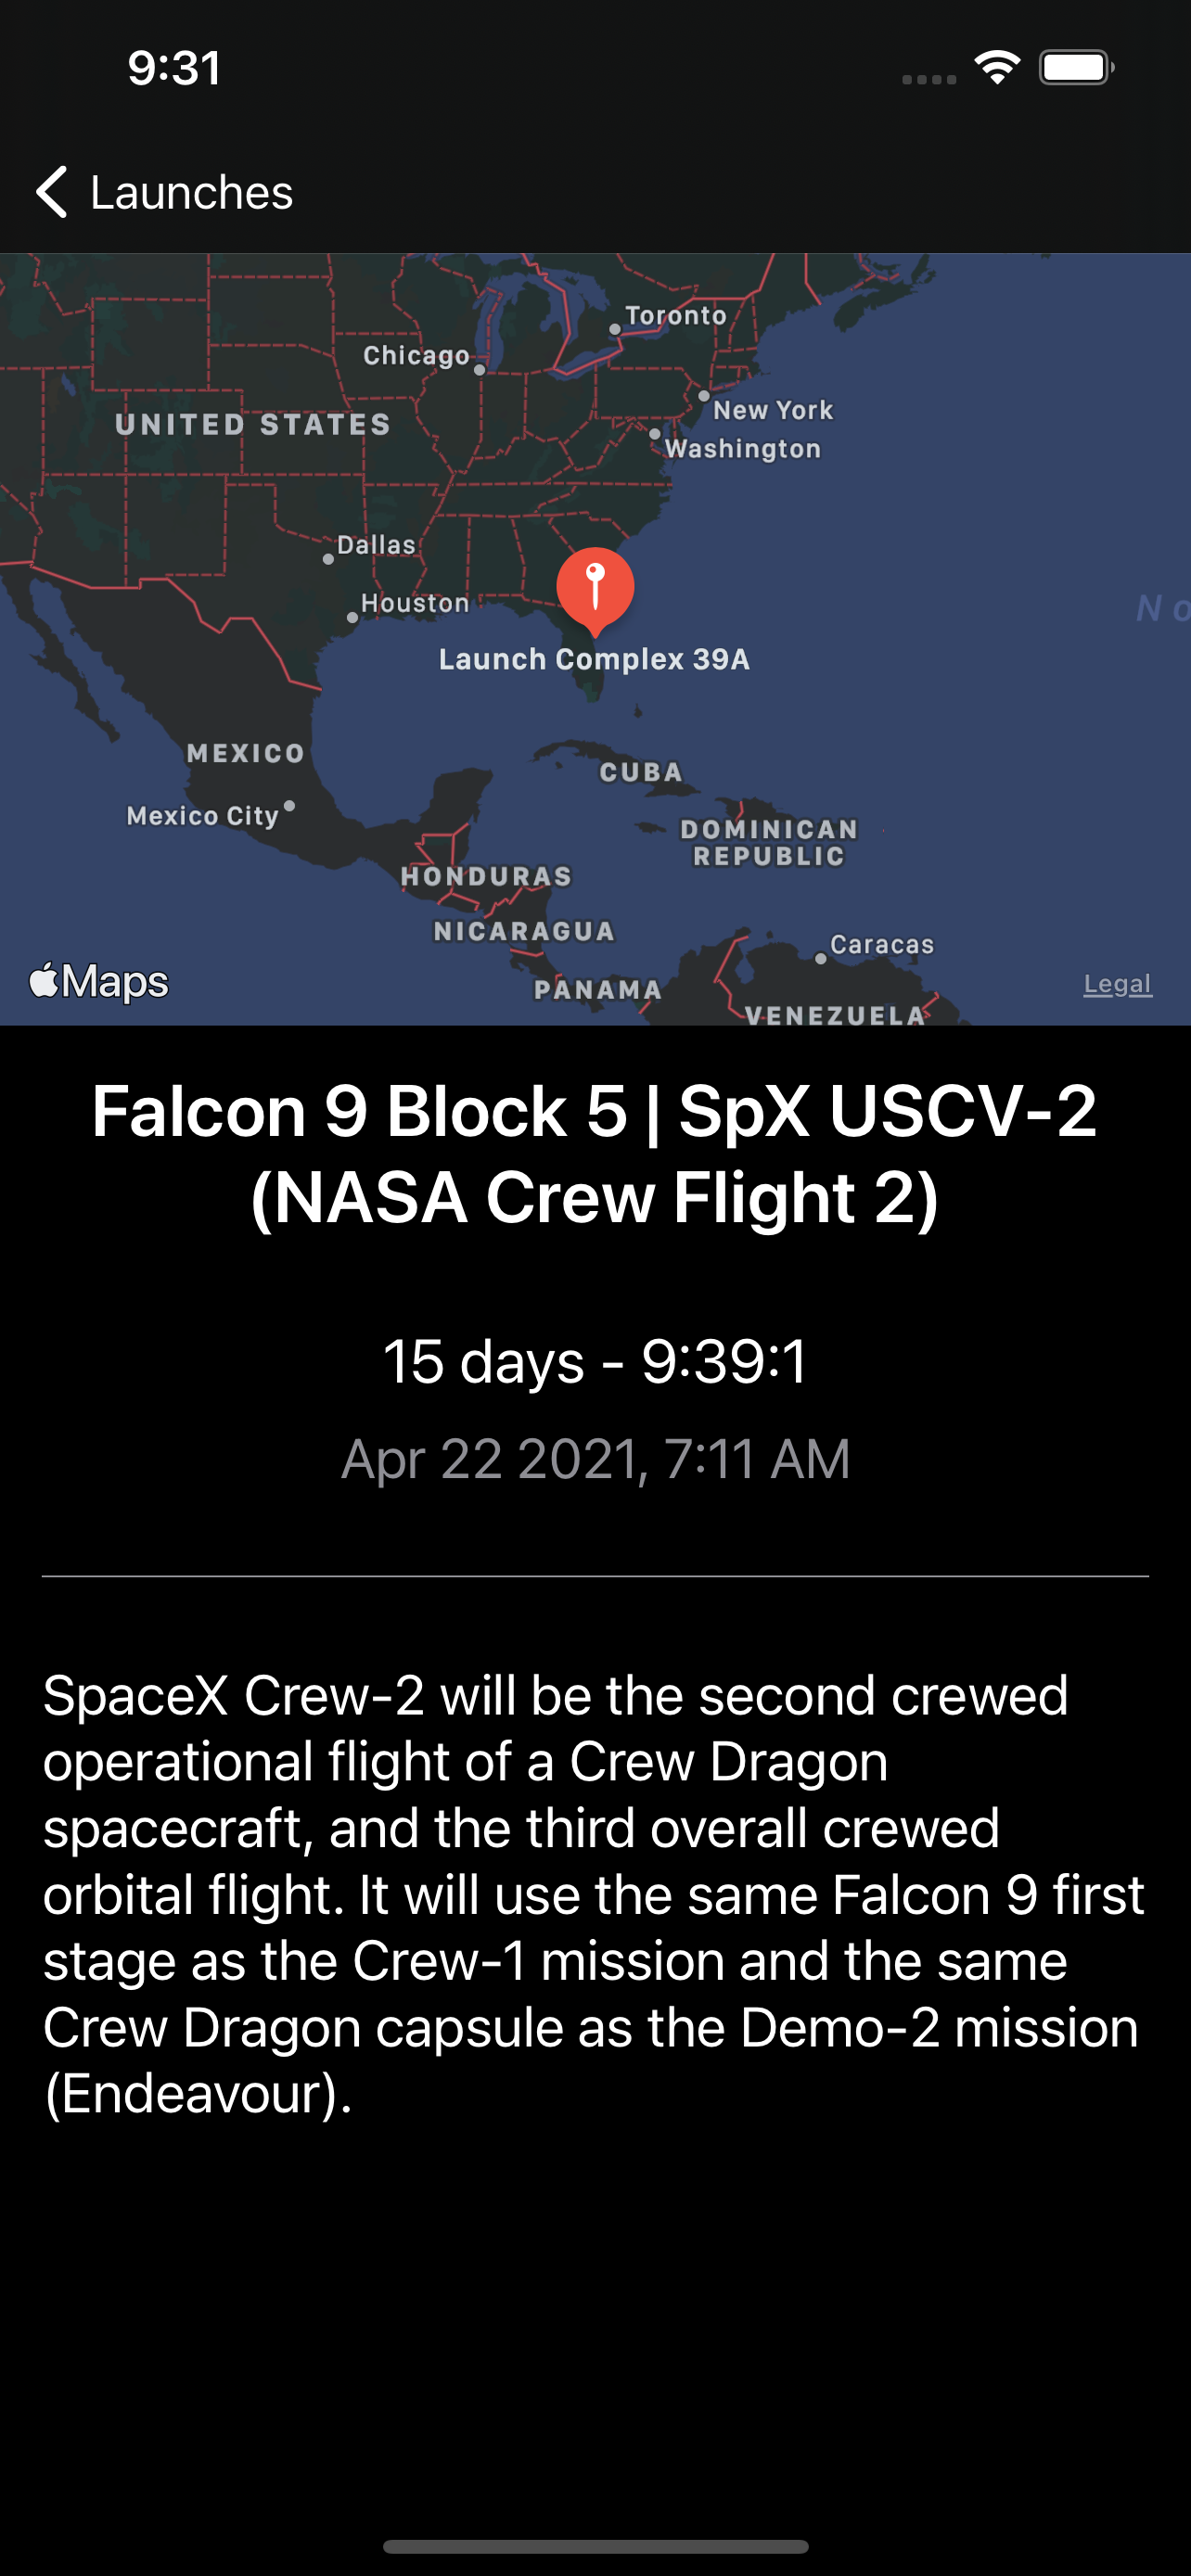 9:31
Launches
Toronto
Chicago
New York
UNITED STATES
Washington
Dallas
Houston
No
Launch Complex 39A
MEXICO
CUBA
Mexico City
DOMINICAN
REPUBLIC
HONDURAS
NICARAGUA
Caracas
Maps
PANAMA
Legal
VENEZUELA
Falcon 9 Block 5 | SpX USCV-2
(NASA Crew Flight 2)
15 days - 9:39:1
Apr 22 2021, 7:11 AM
SpaceX Crew-2 will be the second crewed
operational flight of a Crew Dragon
spacecraft, and the third overall crewed
orbital flight. It will use the same Falcon 9 first
stage as the Crew-1 mission and the same
Crew Dragon capsule as the Demo-2 mission
(Endeavour).